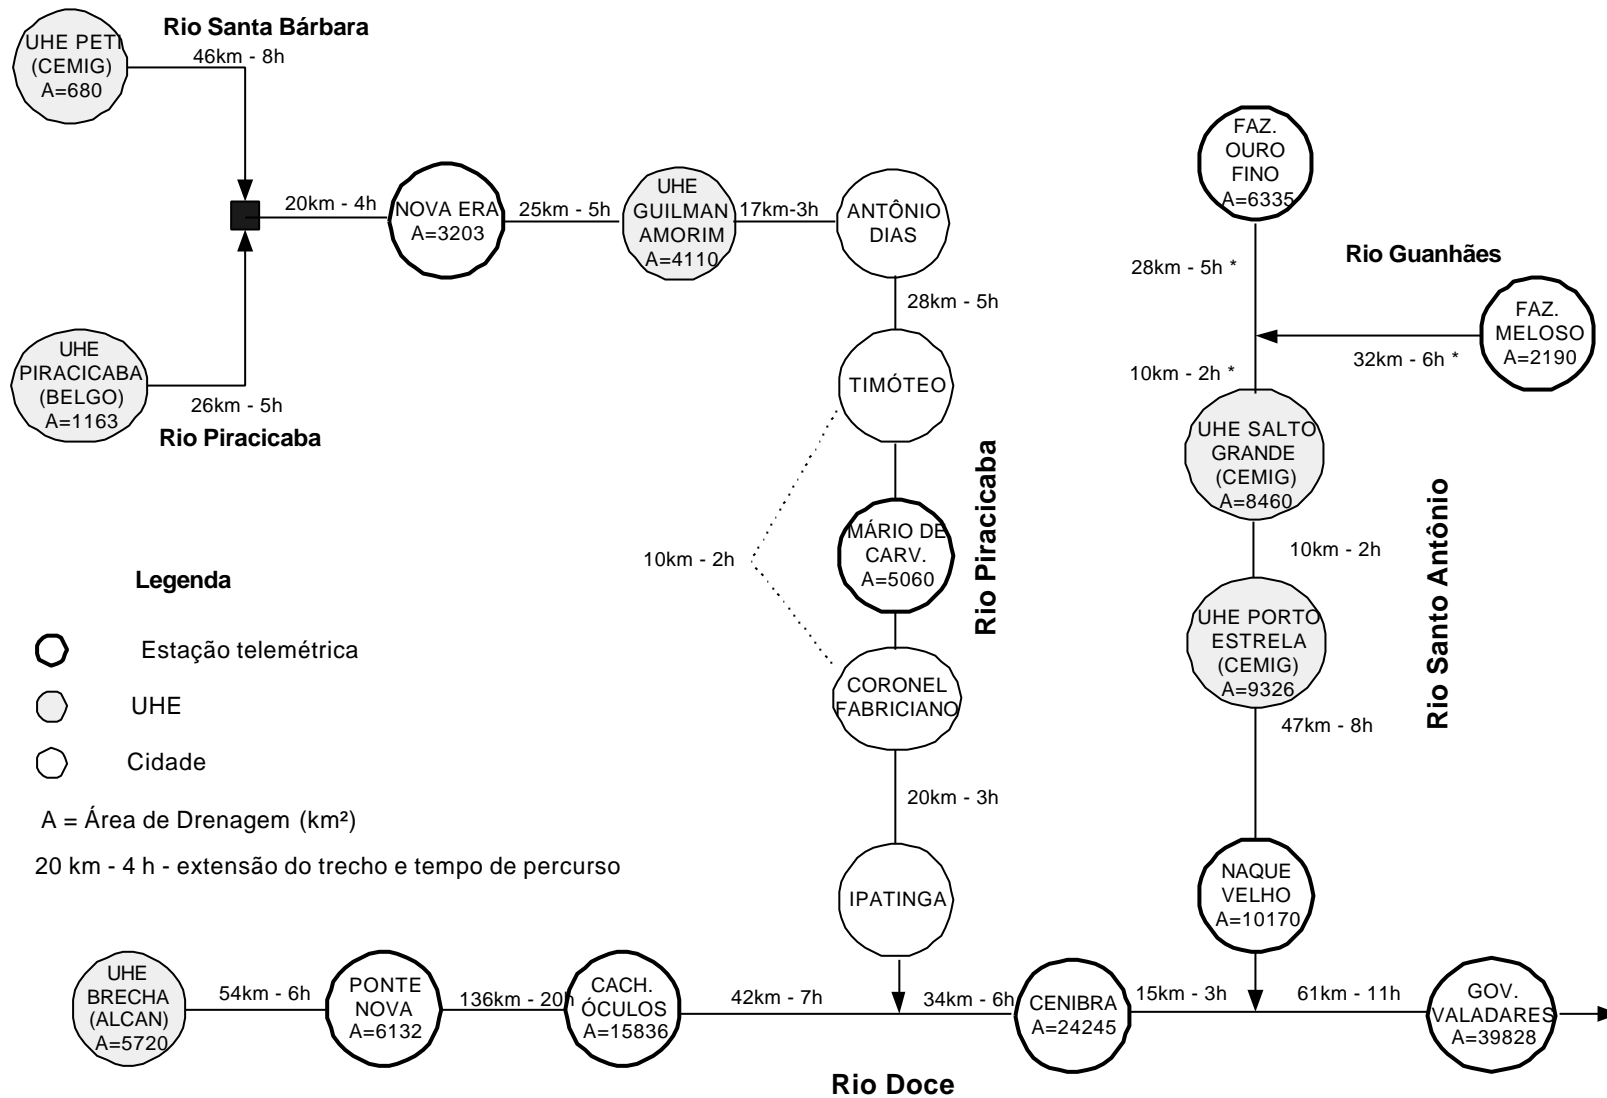 Rio Santa Bárbara
UHE PETI
(CEMIG)
A=680
46km - 8h
20km - 4h
NOVA ERA
A=3203
25km - 5h
UHE
GUILMAN
AMORIM
A=4110
17km-3h
ANTÔNIO
DIAS
28km - 5h
UHE
PIRACICABA
(BELGO)
A=1163
26km - 5h
Rio Piracicaba
TIMÓTEO
MÁRIO DE
CARV.
A=5060
10km - 2h
Rio Piracicaba
CORONEL
FABRICIANO
20km - 3h
IPATINGA
FAZ.
OURO
FINO
A=6335
28km - 5h *
Rio Guanhães
FAZ.
MELOSO
A=2190
32km - 6h *
10km - 2h *
UHE SALTO
GRANDE
(CEMIG)
A=8460
10km - 2h
UHE PORTO
ESTRELA
(CEMIG)
A=9326
Rio Santo Antônio
47km - 8h
NAQUE
VELHO
A=10170
Legenda
Estação telemétrica
UHE
Cidade
A = Área de Drenagem (km²)
20 km - 4 h - extensão do trecho e tempo de percurso
UHE
BRECHA
(ALCAN)
A=5720
54km - 6h
PONTE
NOVA
A=6132
136km - 20h
CACH.
ÓCULOS
A=15836
42km - 7h
34km - 6h
CENIBRA
A=24245
15km - 3h
61km - 11h
GOV.
VALADARES
A=39828
Rio Doce